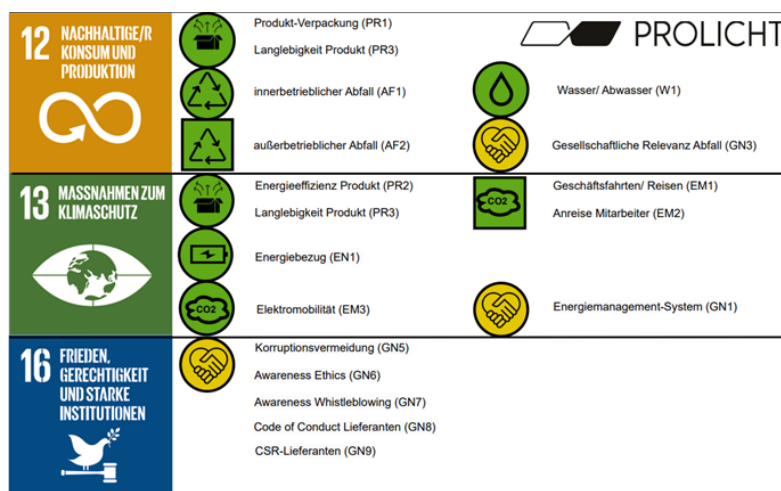 12 NACHHALTIGE/R
KONSUM UND
PRODUKTION
Produkt-Verpackung (PR1)
Langlebigkeit Produkt (PR3)
PROLICHT
innerbetrieblicher Abfall (AF1)
Wasser/ Abwasser (W1)
außerbetrieblicher Abfall (AF2)
Gesellschaftliche Relevanz Abfall (GN3)
13 MASSNAHMEN ZUM
KLIMASCHUTZ
Energieeffizienz Produkt (PR2)
Langlebigkeit Produkt (PR3)
CO2
Geschäftsfahrten/ Reisen (EM1)
Anreise Mitarbeiter (EM2)
Energiebezug (EN1)
CO2
Elektromobilität (EM3)
Energiemanagement-System (GN1)
16 FRIEDEN,
GERECHTIGKEIT
UND STARKE
INSTITUTIONEN
Korruptionsvermeidung (GN5)
Awareness Ethics (GN6)
Awareness Whistleblowing (GN7)
Code of Conduct Lieferanten (GN8)
CSR-Lieferanten (GN9)